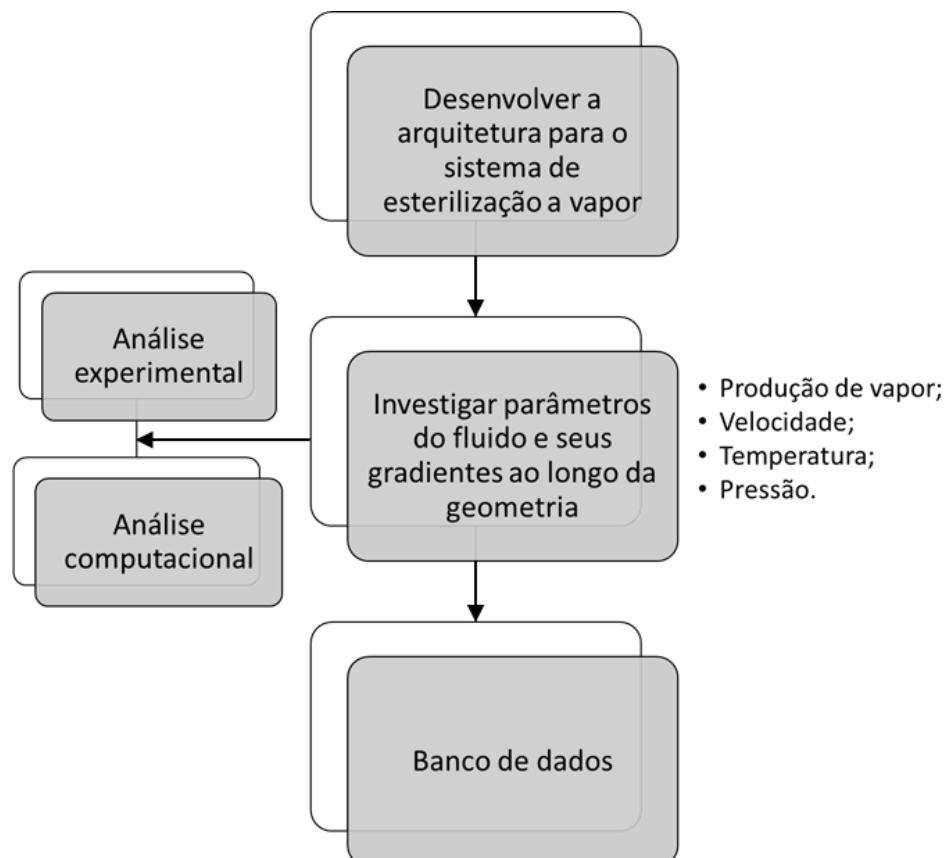 Desenvolver a
arquitetura para o
sistema de
esterilização a vapor
Análise
experimental
Investigar parâmetros
do fluido e seus
gradientes ao longo da
geometria
• Produção de vapor;
• Velocidade;
• Temperatura;
• Pressão.
Análise
computacional
Banco de dados